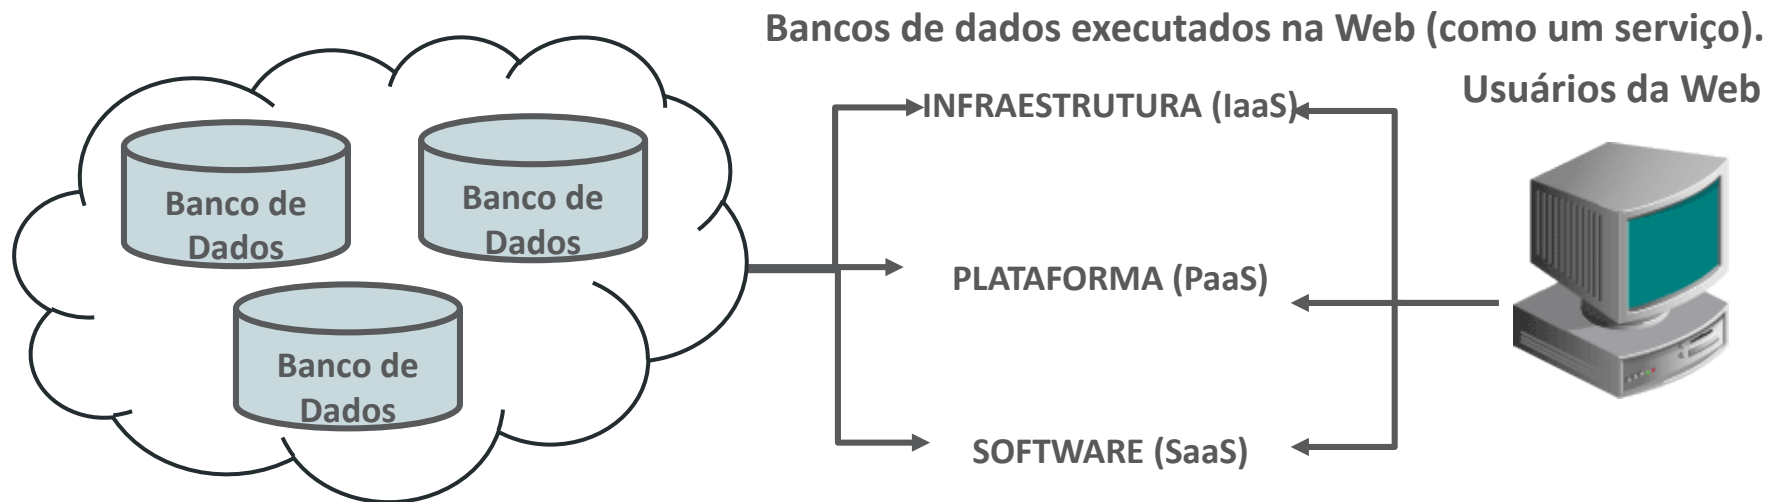 Bancos de dados executados na Web (como um serviço).
Usuários da Web
Banco de
Dados
Banco de
Dados
Banco de
Dados
INFRAESTRUTURA (IaaS)
PLATAFORMA (PaaS)
SOFTWARE (SaaS)